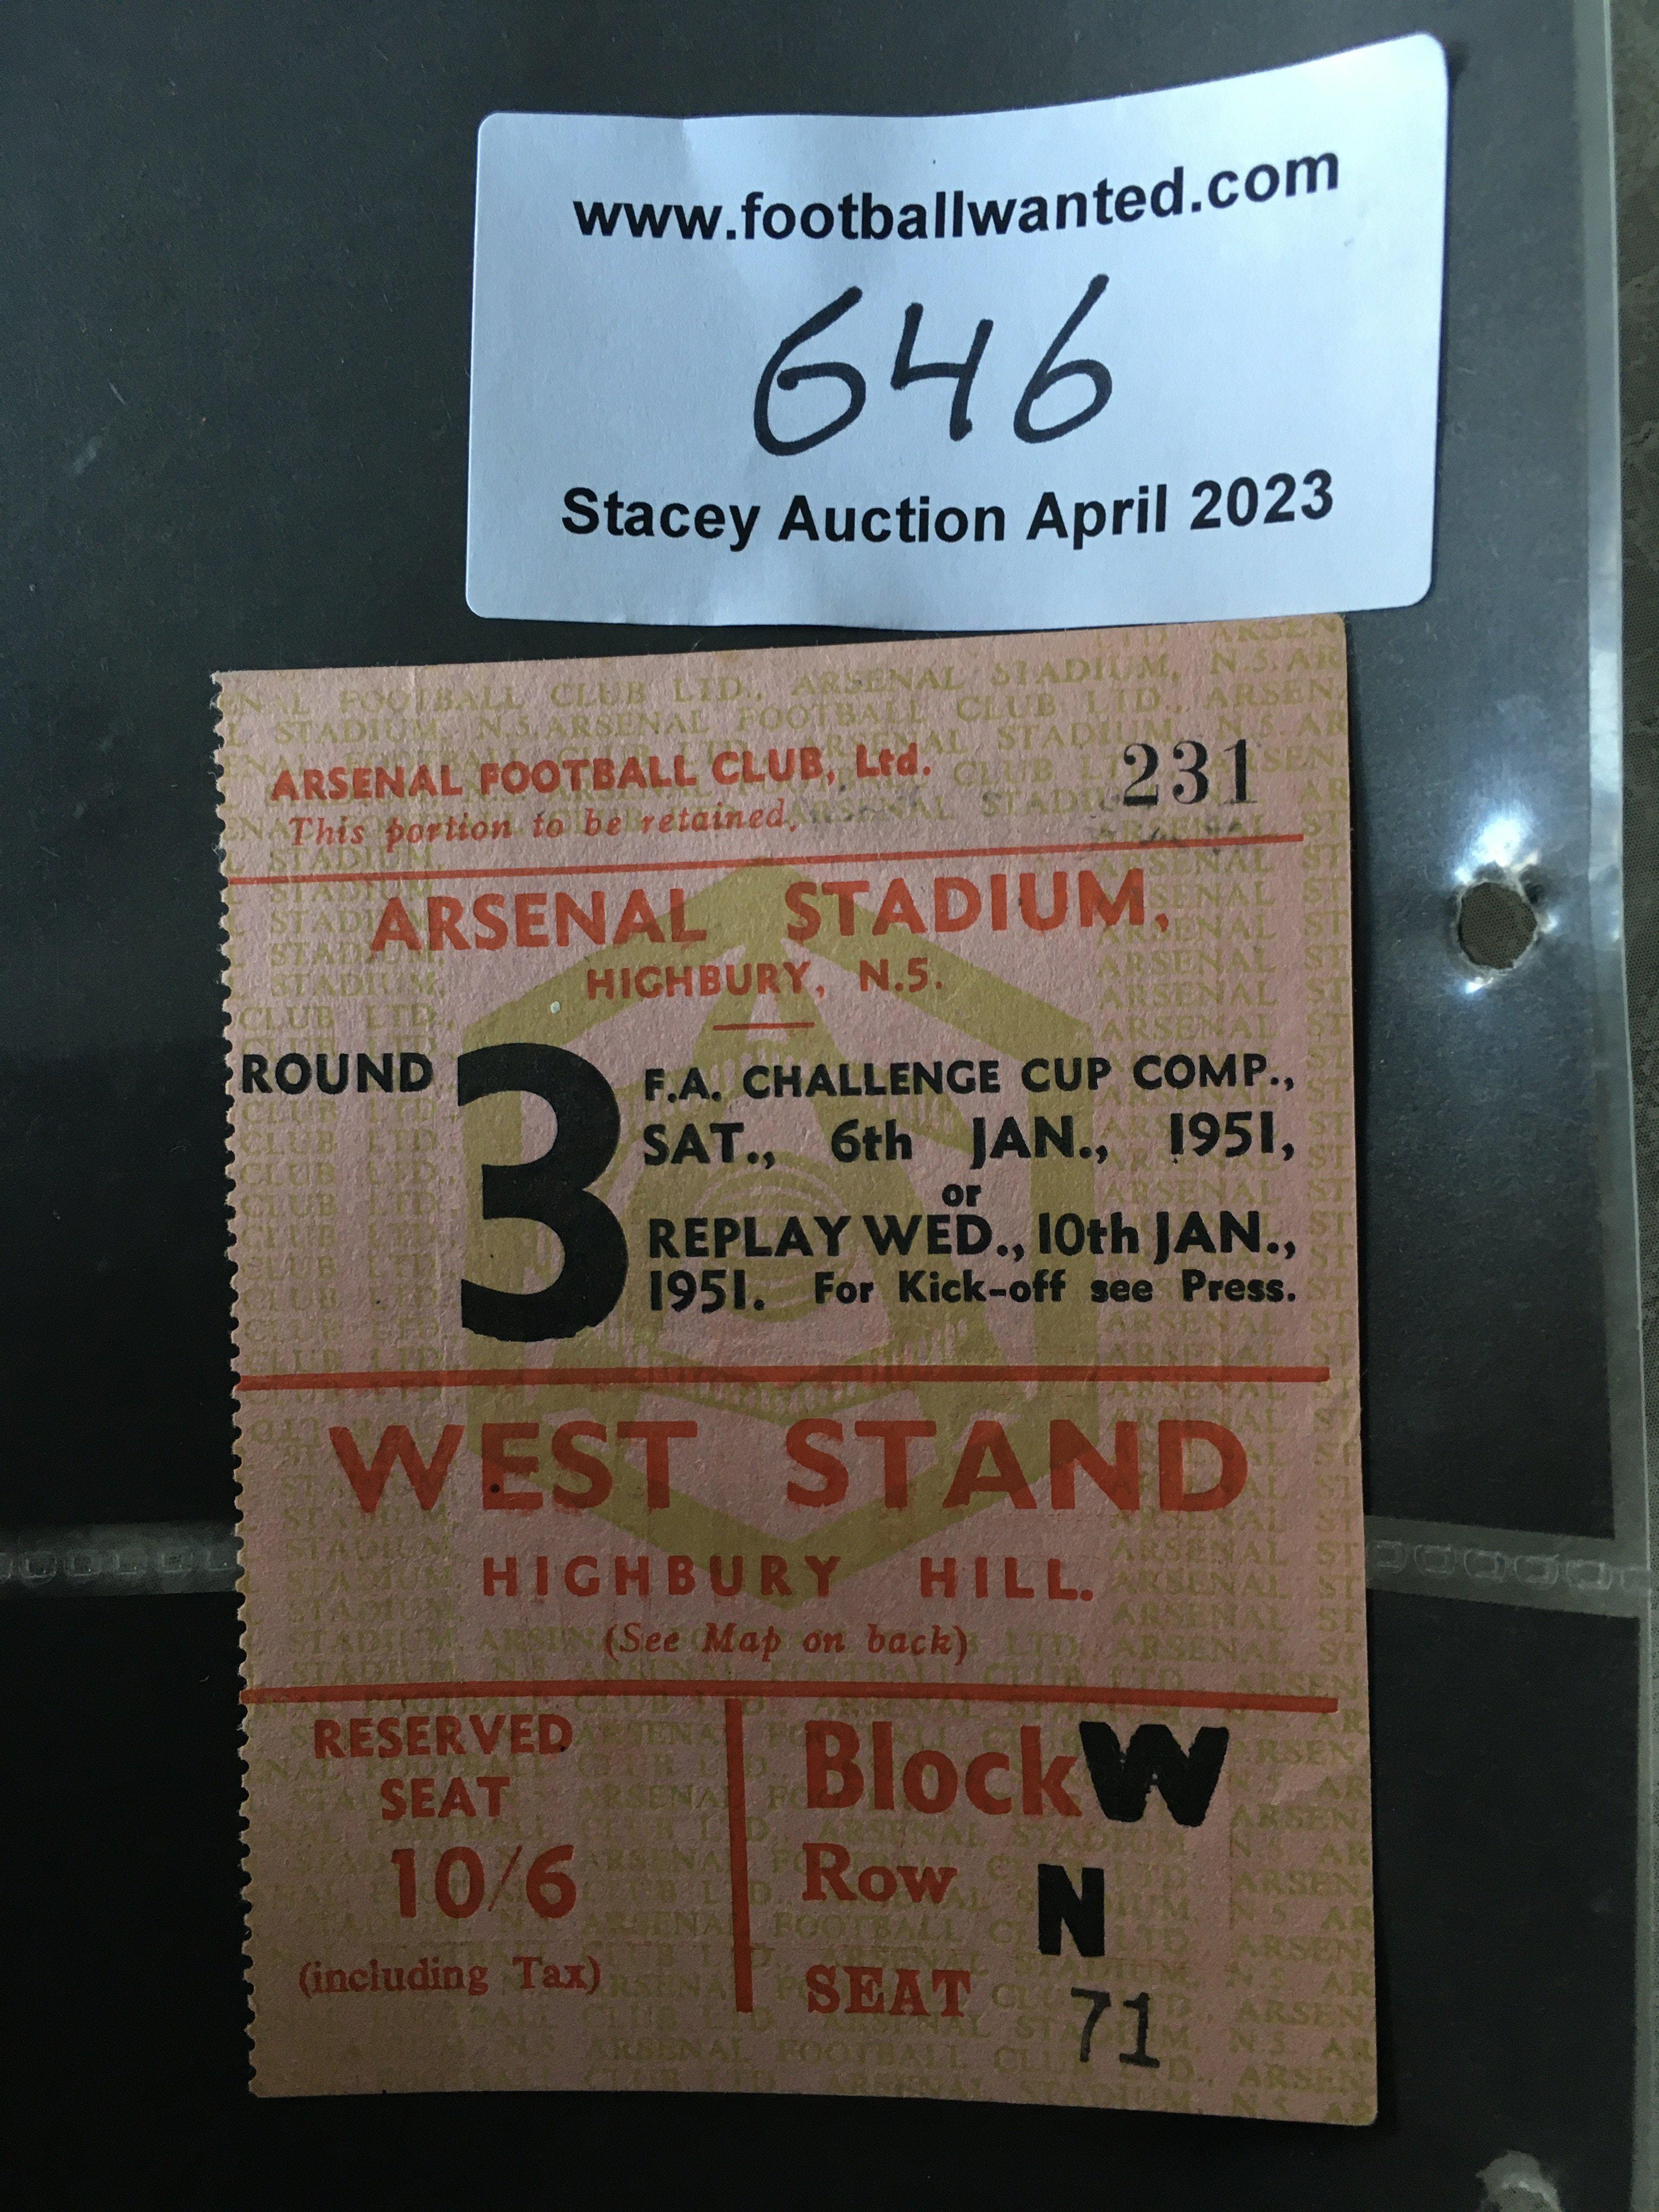 www.footballwanted.com
646
Stacey Auction April 2023
ARSENAL FOOTBALL CLUB, Ltd. 231
This portion to be retained.
ARSENAL STADIUM,
HIGHBURY, N.5.
ROUND 3
F.A. CHALLENGE CUP COMP.,
SAT., 6th JAN., 1951,
or
REPLAY WED., 10th JAN.,
1951. For Kick-off see Press.
WEST STAND
HIGHBURY HILL.
(See Map on back)
RESERVED
SEAT
10/6
(including Tax)
Block W
Row N
SEAT 71